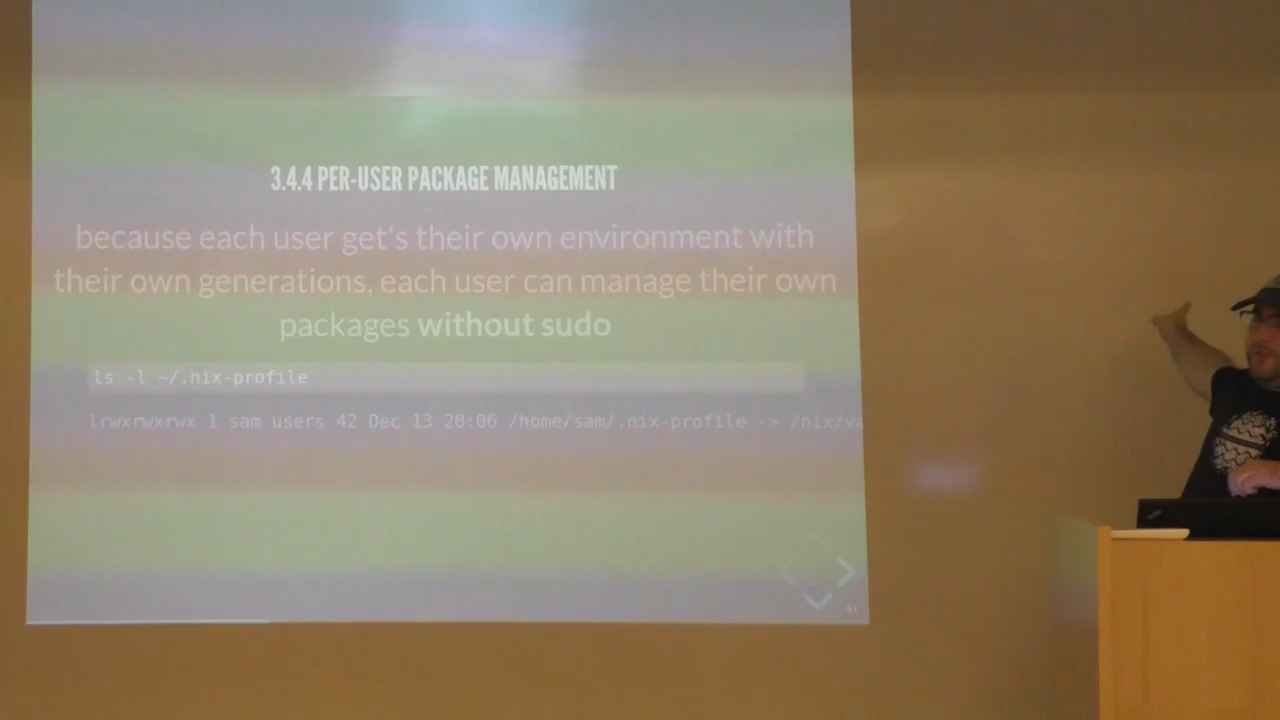 3.4.4 PER-USER PACKAGE MANAGEMENT
because each user get's their own environment with
their own generations, each user can manage their own
packages without sudo
ls -l ~/.nix-profile
lrwxrwxrwx 1 sam users 42 Dec 13 20:06 /home/sam/.nix-profile -> /nix/va